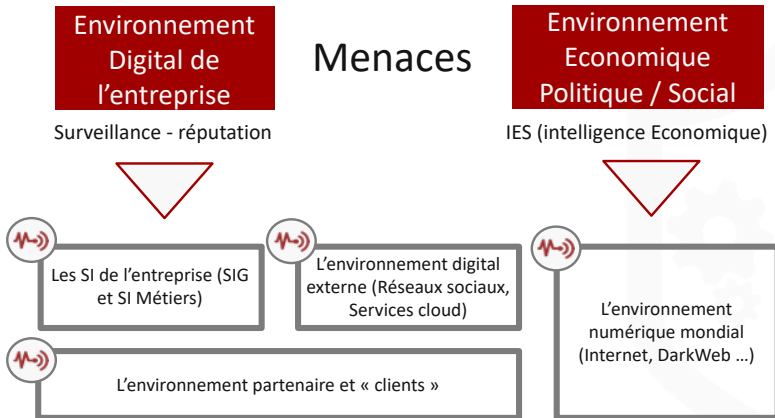 Environnement
Digital de
l'entreprise
Menaces
Environnement
Economique
Politique / Social
Surveillance - réputation
IES (intelligence Economique)
Les SI de l'entreprise (SIG
et SI Métiers)
L'environnement digital
externe (Réseaux sociaux,
Services cloud)
L'environnement
numérique mondial
(Internet, DarkWeb ...)
L'environnement partenaire et « clients »